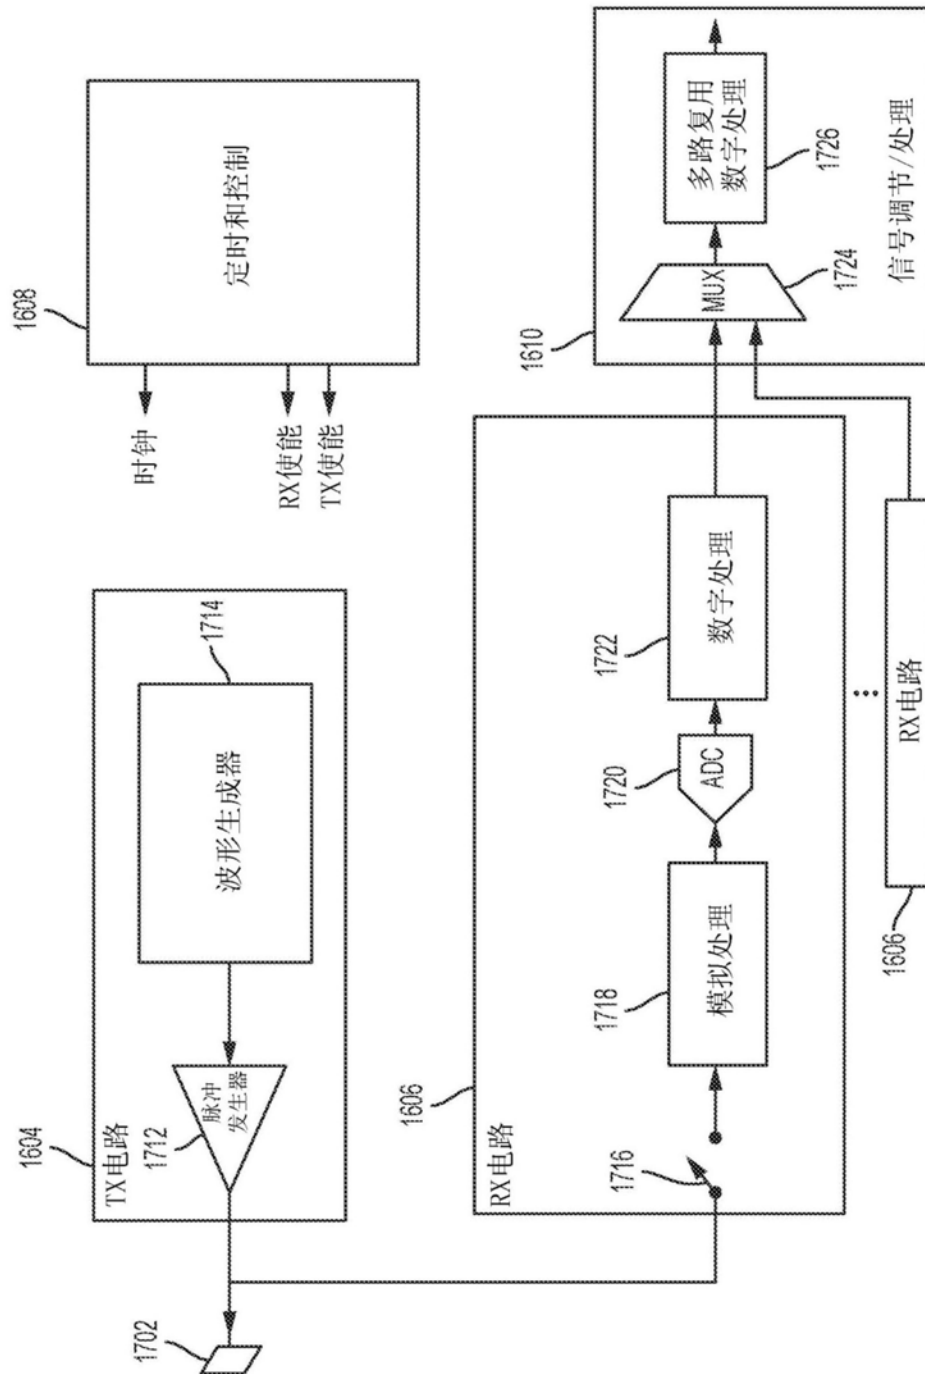 1604
TX电路
1712
脉冲
发生器
波形生成器
1714
1702
1608
定时和控制
时钟
RX使能
TX使能
1606
RX电路
1716
1718
模拟处理
1720
ADC
1722
数字处理
1606
RX电路
1610
MUX
1724
多路复用
数字处理
1726
信号调节/处理